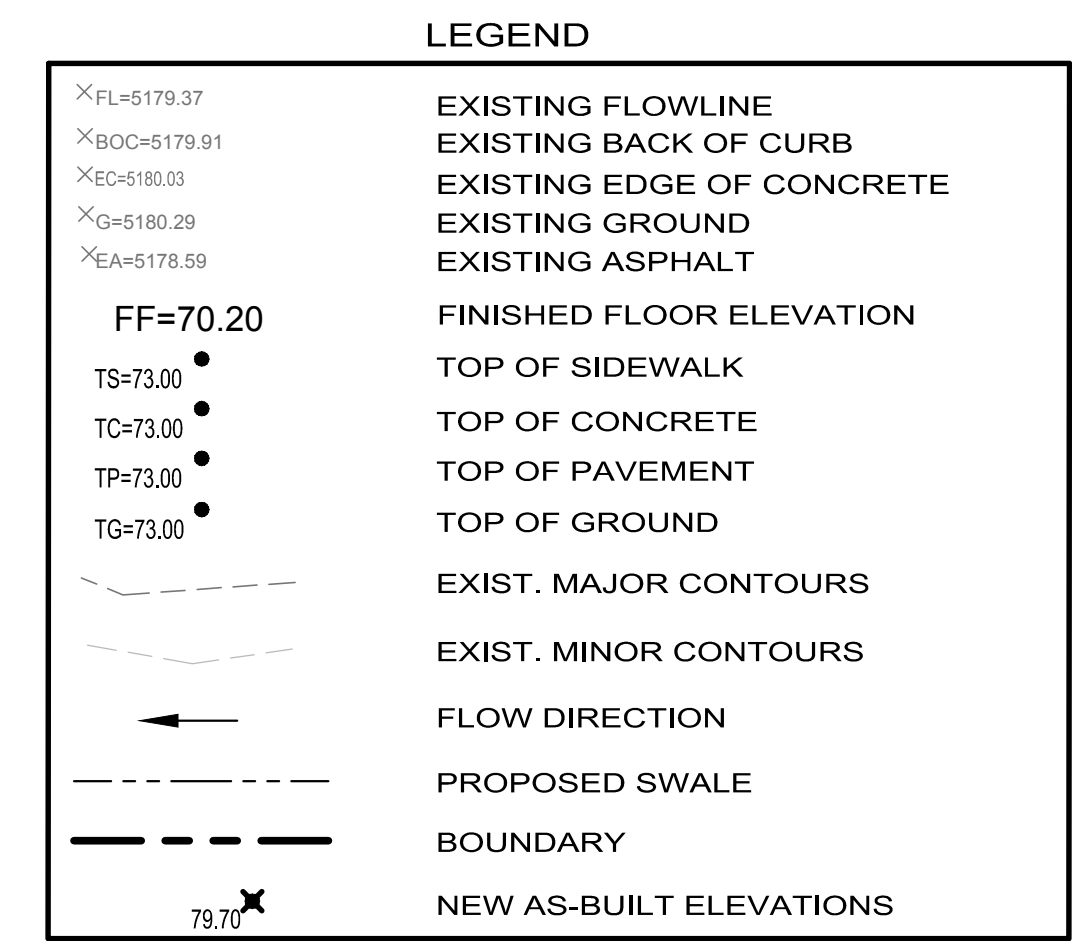 LEGEND
FL=5179.37 EXISTING FLOWLINE
BOC=5179.91 EXISTING BACK OF CURB
EC=5180.03 EXISTING EDGE OF CONCRETE
G=5180.29 EXISTING GROUND
EA=5178.59 EXISTING ASPHALT
FF=70.20 FINISHED FLOOR ELEVATION
TS=73.00 TOP OF SIDEWALK
TC=73.00 TOP OF CONCRETE
TP=73.00 TOP OF PAVEMENT
TG=73.00 TOP OF GROUND
EXIST. MAJOR CONTOURS
EXIST. MINOR CONTOURS
FLOW DIRECTION
PROPOSED SWALE
BOUNDARY
79.70 NEW AS-BUILT ELEVATIONS